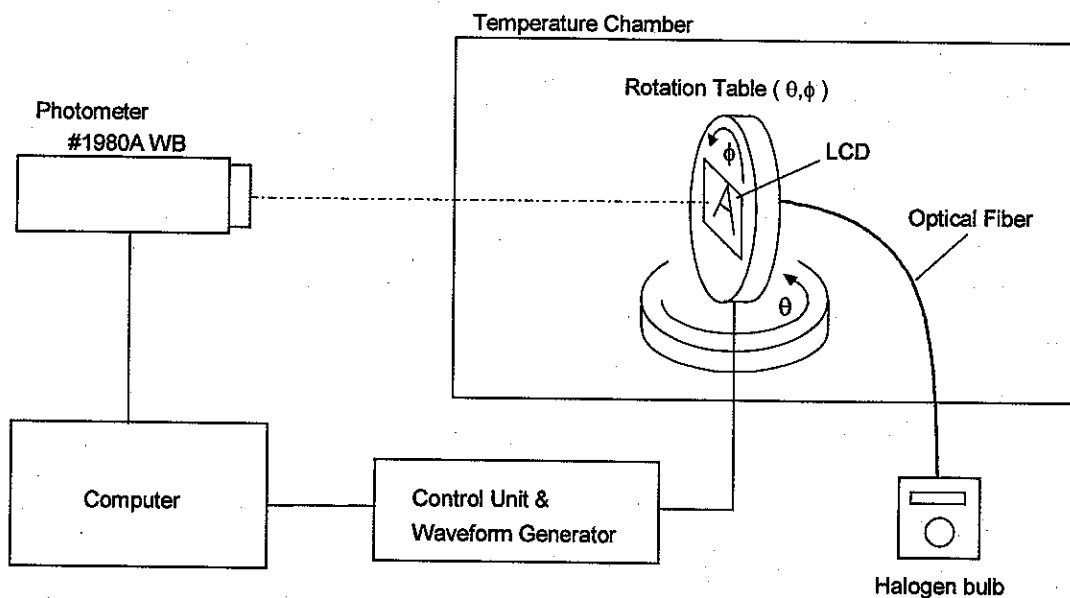 Temperature Chamber
Photometer
#1980A WB
Rotation Table ( θ,ϕ )
ϕ
LCD
A
Optical Fiber
θ
Computer
Control Unit &
Waveform Generator
Halogen bulb